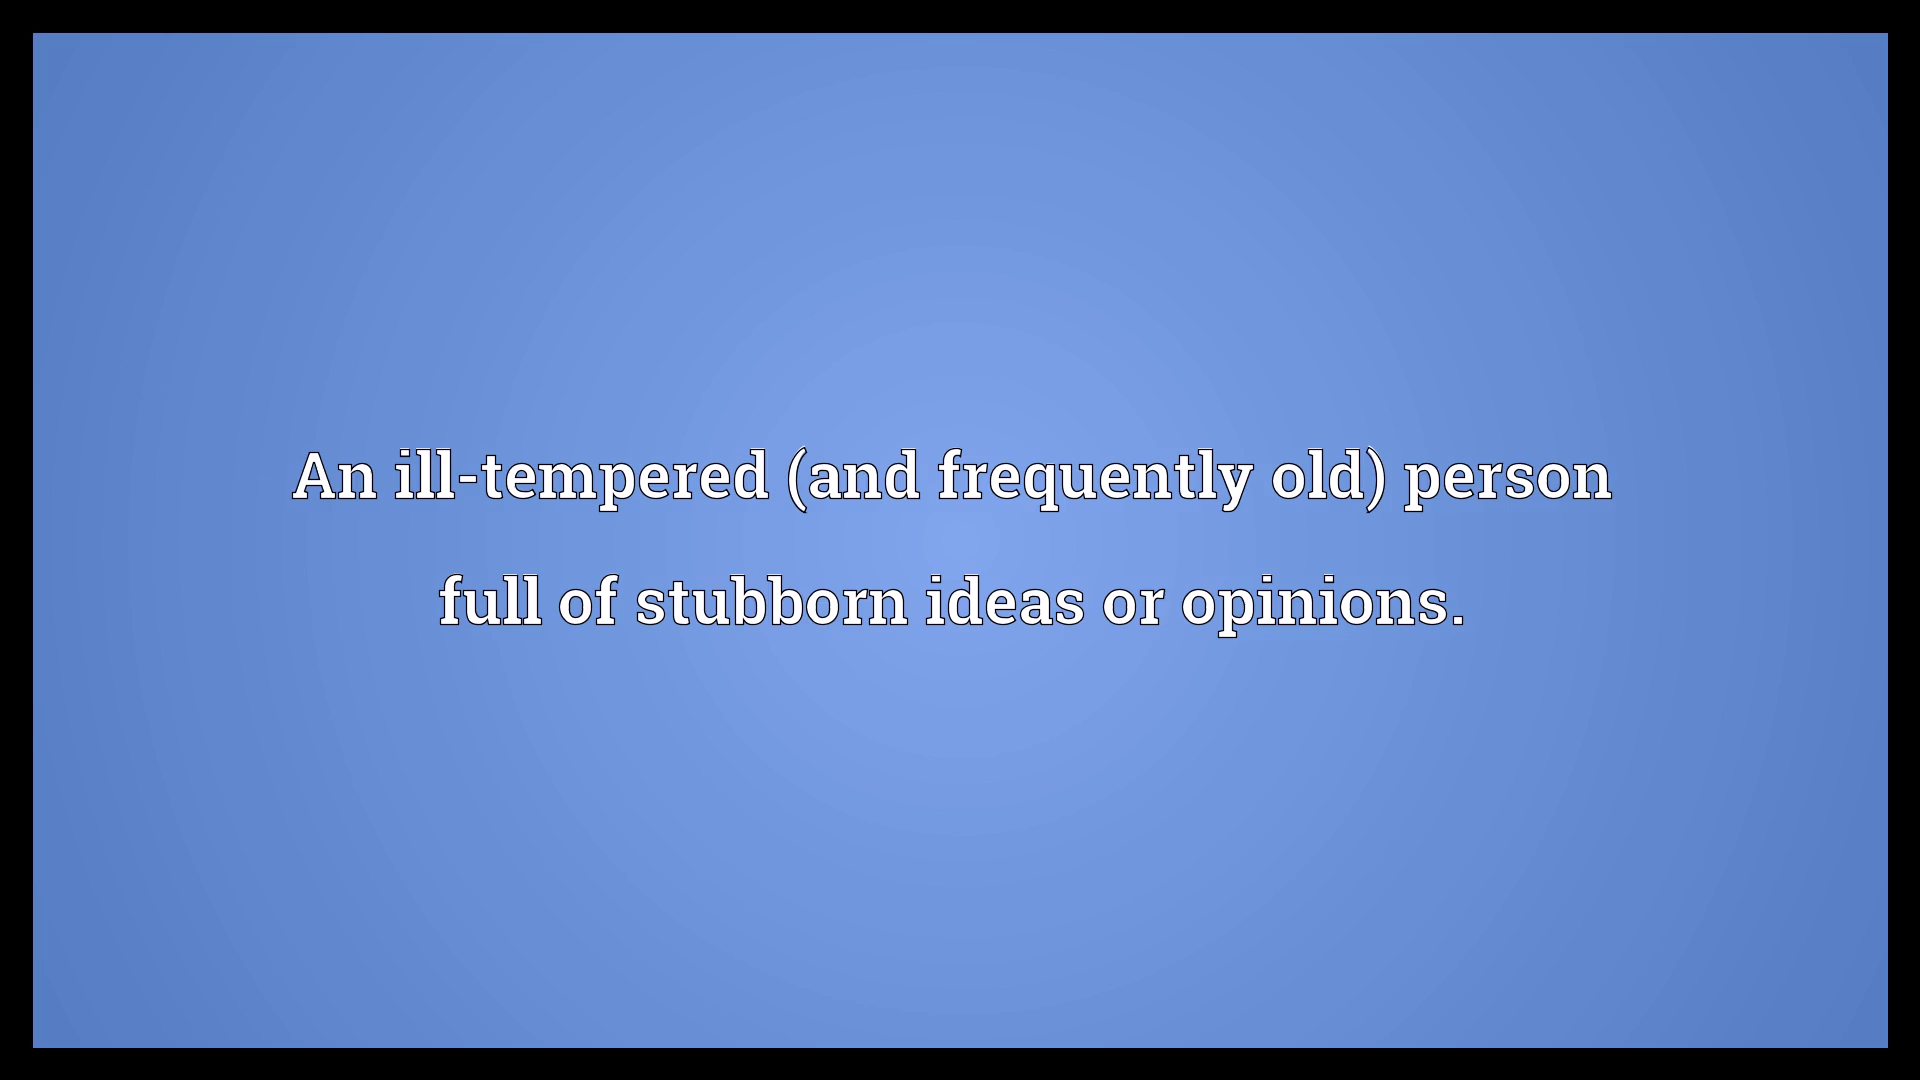 An ill-tempered (and frequently old) person
full of stubborn ideas or opinions.